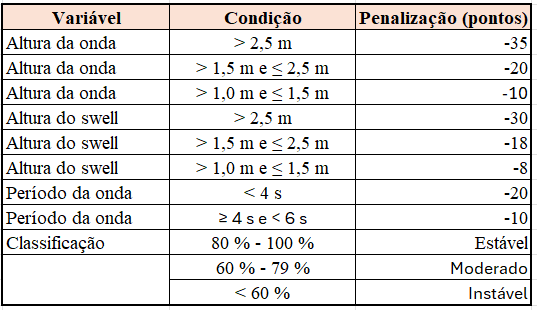 Variável Condição Penalização (pontos)
Altura da onda > 2,5 m -35
Altura da onda > 1,5 m e ≤ 2,5 m -20
Altura da onda > 1,0 m e ≤ 1,5 m -10
Altura do swell > 2,5 m -30
Altura do swell > 1,5 m e ≤ 2,5 m -18
Altura do swell > 1,0 m e ≤ 1,5 m -8
Período da onda < 4 s -20
Período da onda ≥ 4 s e < 6 s -10
Classificação 80 % - 100 % Estável
60 % - 79 % Moderado
< 60 % Instável